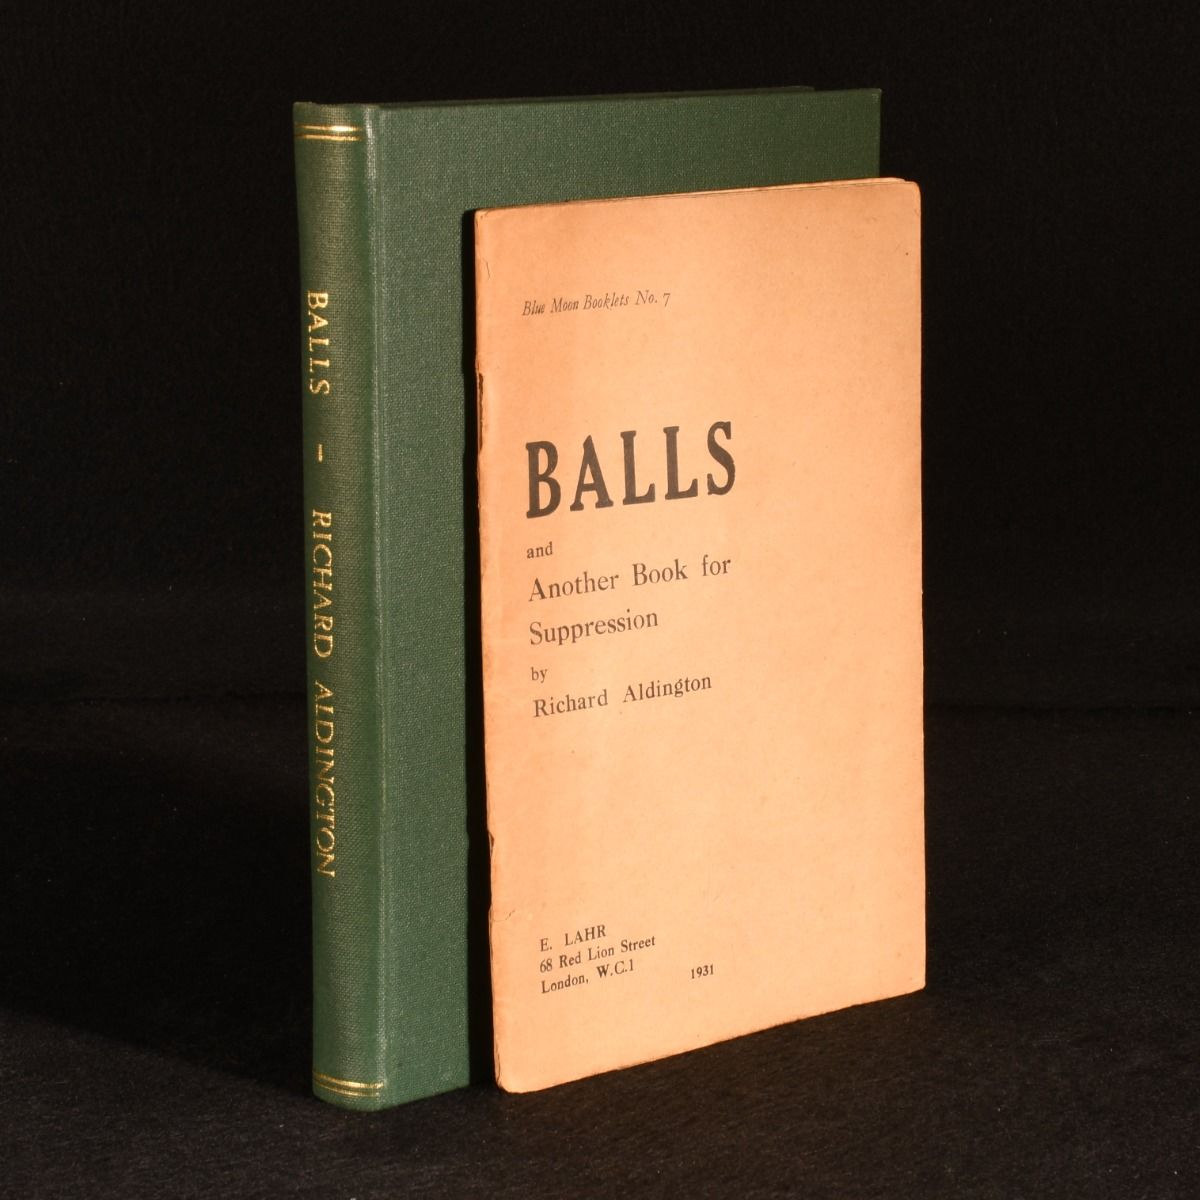 BALLS - RICHARD ALDINGTON
Blue Moon Booklets No. 7
BALLS
and
Another Book for
Suppression
by
Richard Aldington
E. LAHR
68 Red Lion Street
London, W.C.1
1931